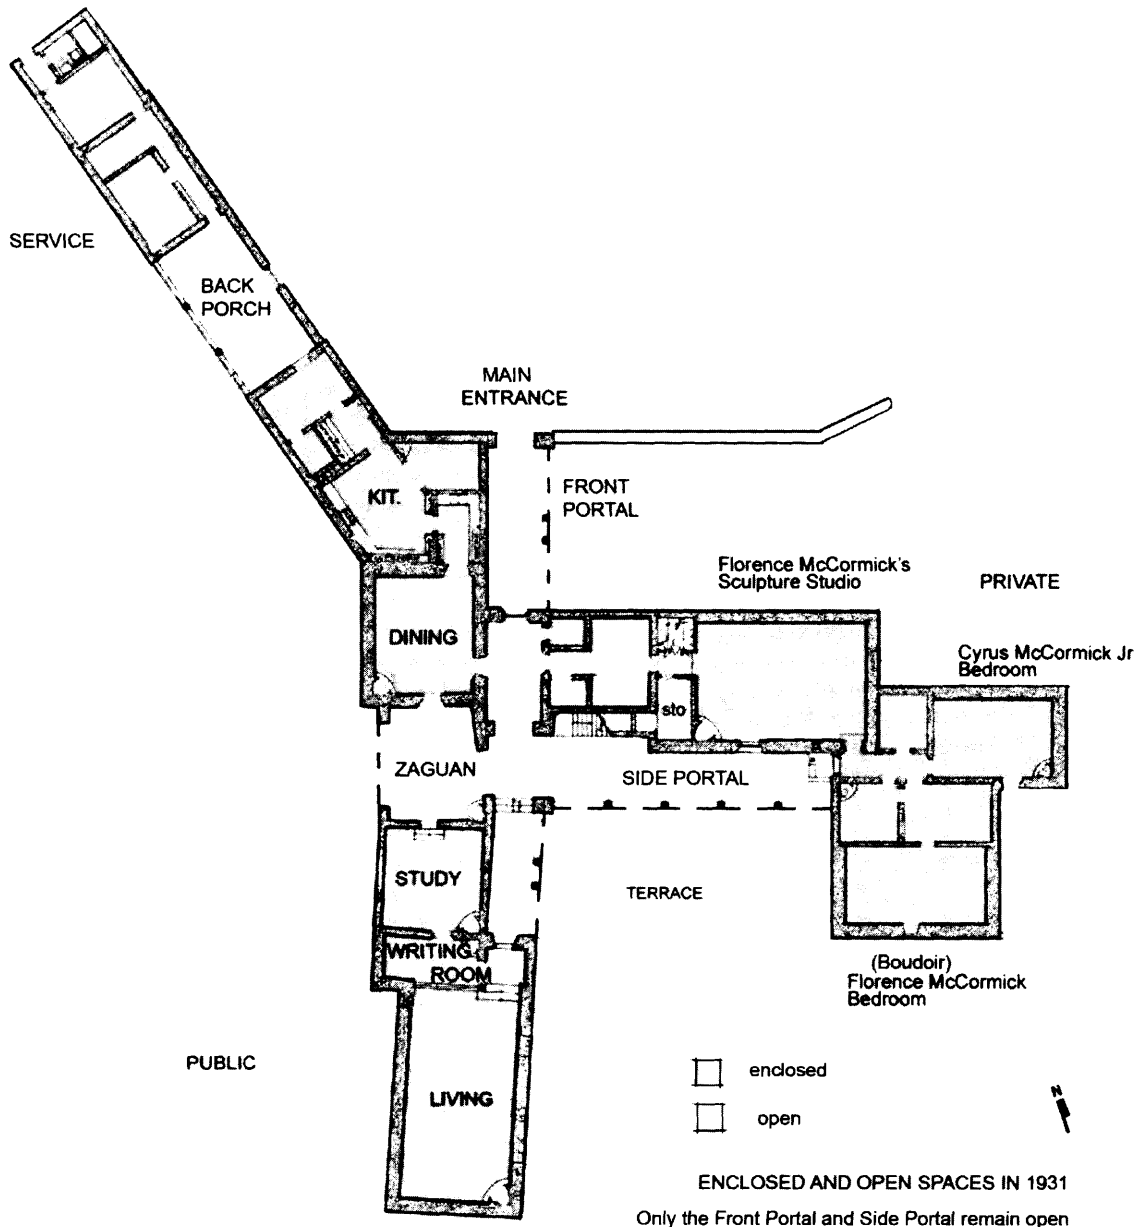 SERVICE
BACK
PORCH
MAIN
ENTRANCE
KIT.
FRONT
PORTAL
Florence McCormick's
Sculpture Studio
PRIVATE
DINING
Cyrus McCormick Jr
Bedroom
sto
ZAGUAN
SIDE PORTAL
STUDY
TERRACE
WRITING
ROOM
(Boudoir)
Florence McCormick
Bedroom
PUBLIC
LIVING
enclosed
open
N
ENCLOSED AND OPEN SPACES IN 1931
Only the Front Portal and Side Portal remain open